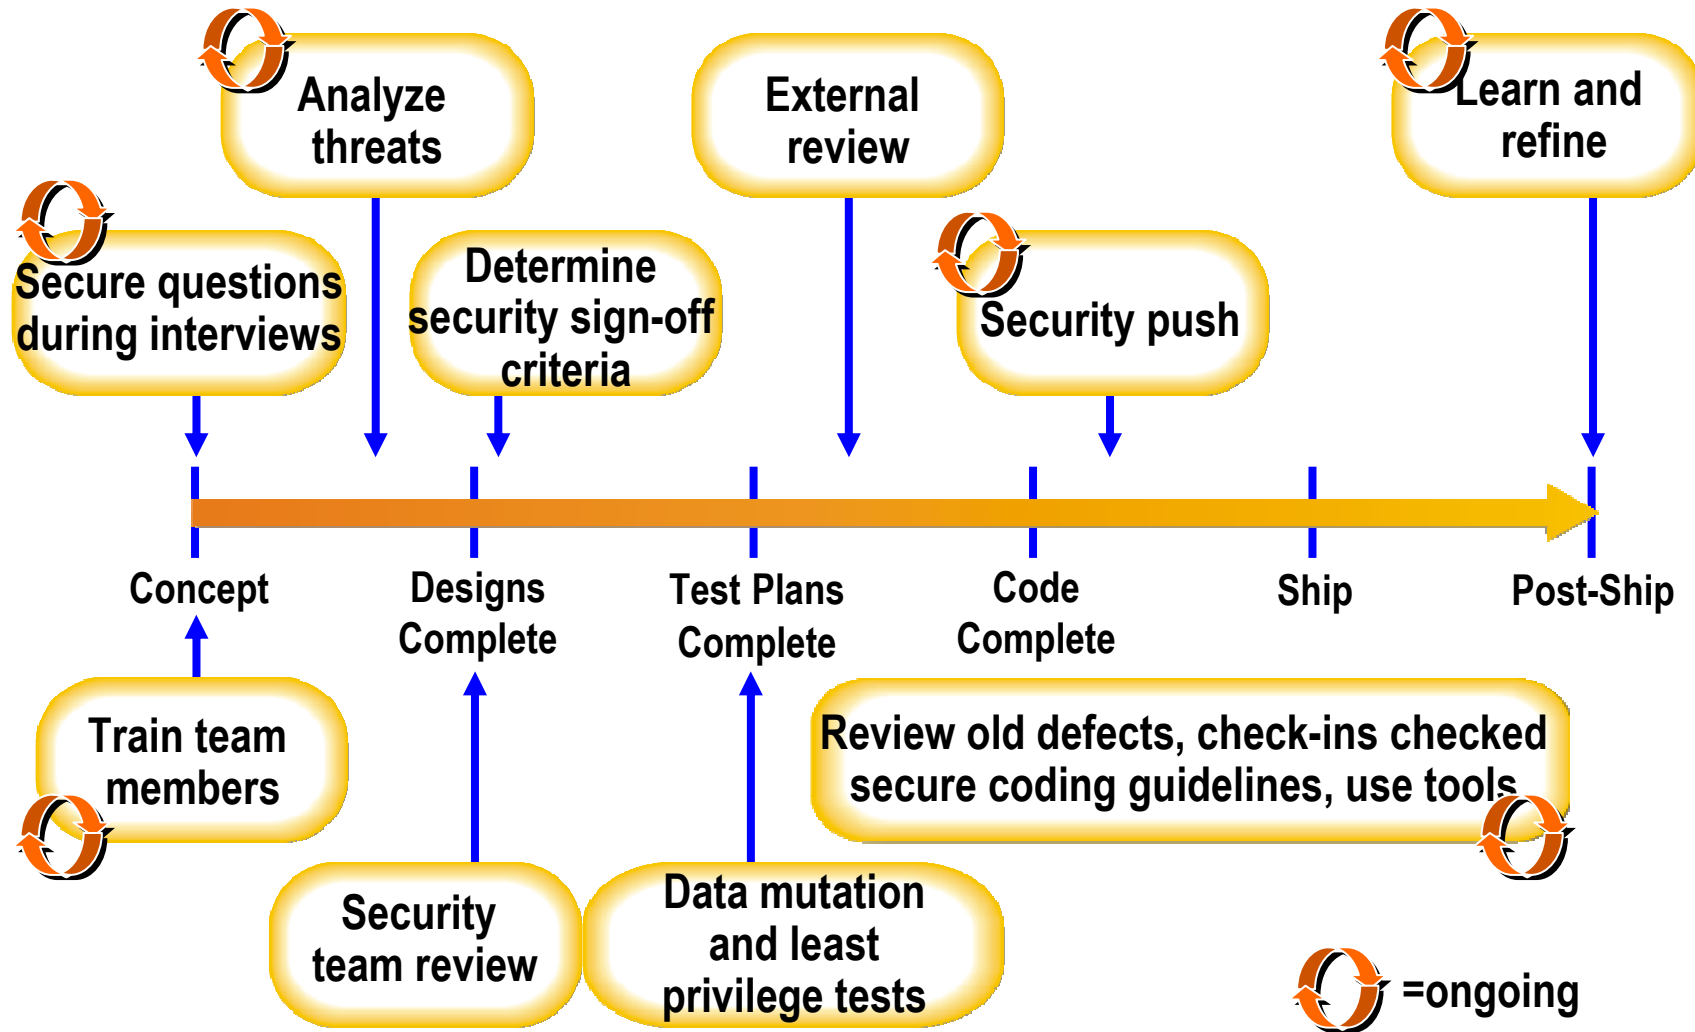 Analyze
threats
External
review
Learn and
refine
Secure questions
during interviews
Determine
security sign-off
criteria
Security push
Concept
Designs
Complete
Test Plans
Complete
Code
Complete
Ship
Post-Ship
Train team
members
Review old defects, check-ins checked
secure coding guidelines, use tools
Security
team review
Data mutation
and least
privilege tests
=ongoing